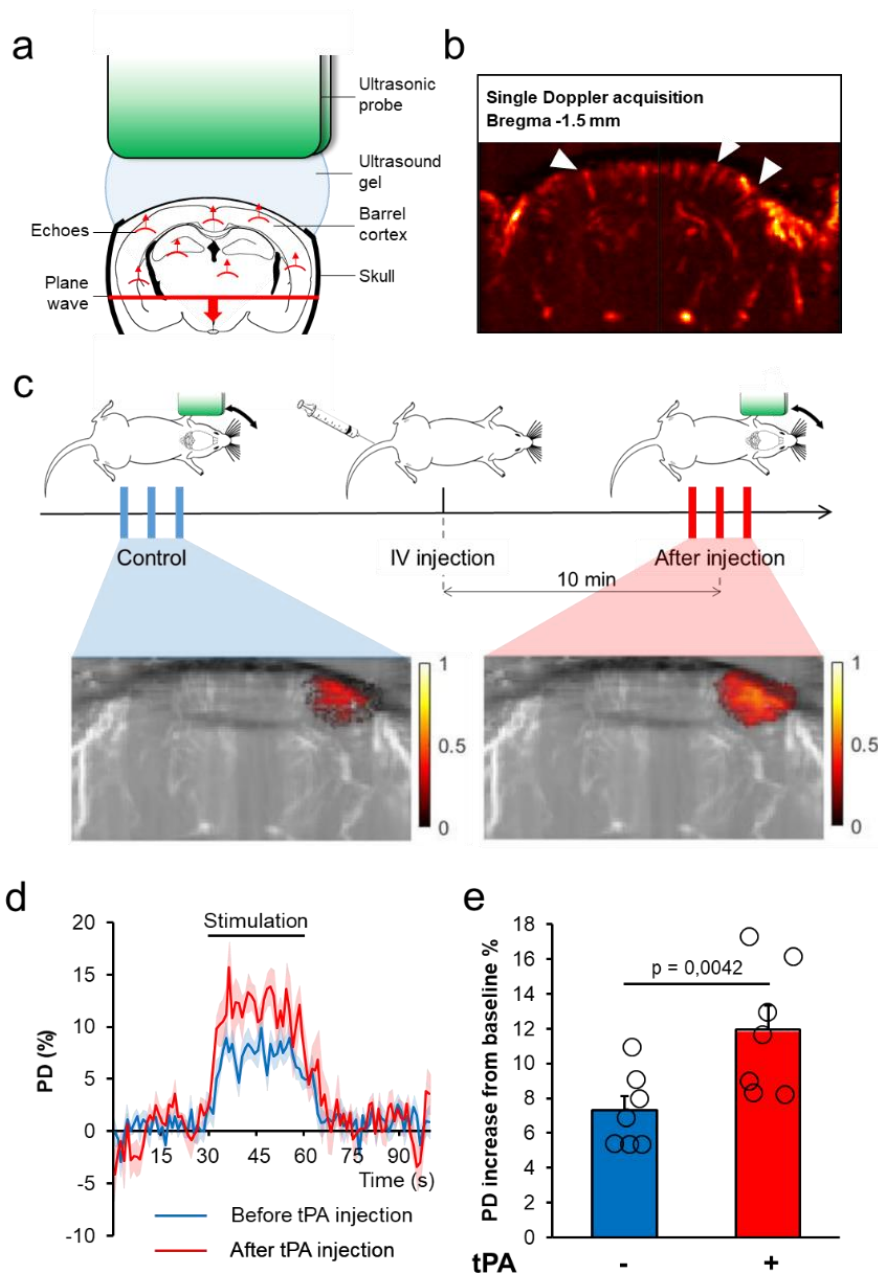 a
Ultrasonic
probe
Ultrasound
gel
Echoes
Barrel
cortex
Plane
wave
Skull
b
Single Doppler acquisition
Bregma -1.5 mm
c
Control
IV injection
After injection
10 min
1
0.5
0
1
0.5
0
d
20
15
10
5
0
-5
-10
PD (%)
Stimulation
15 30 45 60 75 90
Time (s)
Before tPA injection
After tPA injection
e
18
16
14
12
10
8
6
4
2
0
PD increase from baseline %
p = 0,0042
tPA - +